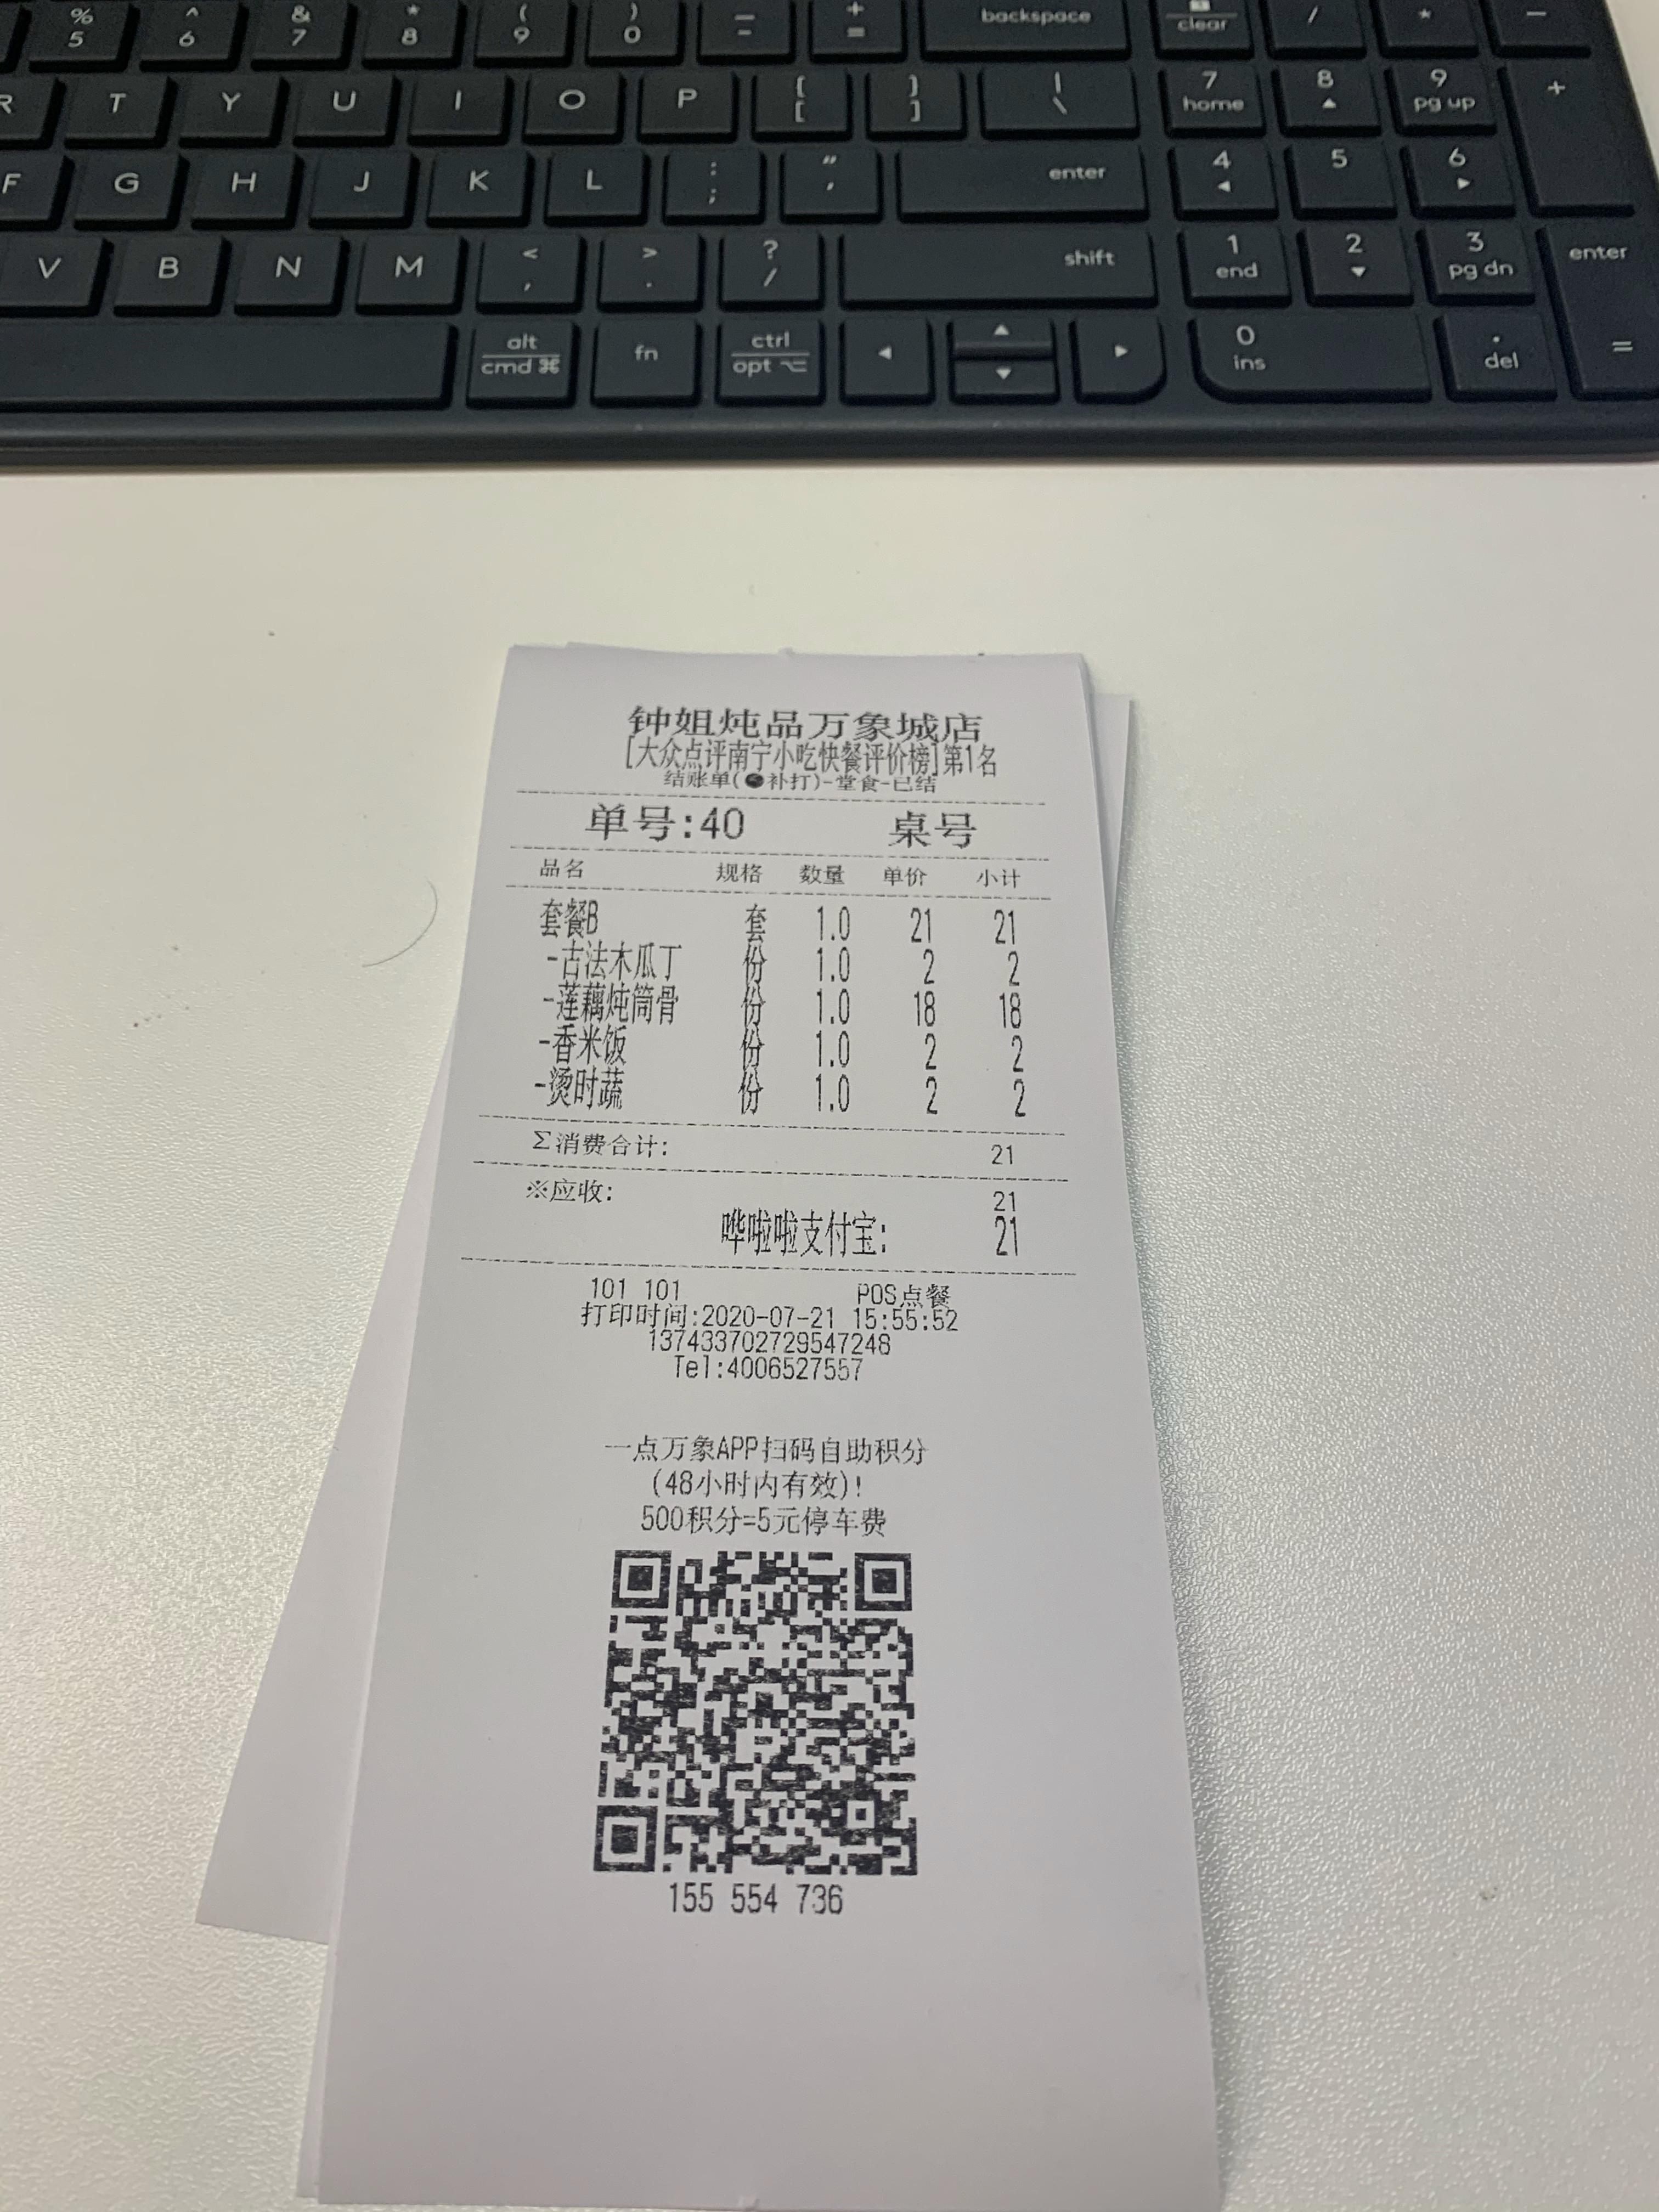 % ^ & * ( ) — + backspace clear / * −
5 6 7 8 9 0 - =
R T Y U I O P { } | 7 8 9 +
[ ] \ home pg up
F G H J K L : " enter 4 5 6
; '
V B N M < > ? shift 1 2 3 enter
, . / end pg dn
alt fn ctrl 0 . =
cmd ⌘ opt ⌥ ins del
钟姐炖品万象城店
[大众点评南宁小吃快餐评价榜]第1名
结账单(补打)-堂食-已结
单号:40 桌号
品名 规格 数量 单价 小计
套餐B 套 1.0 21 21
-古法木瓜丁 份 1.0 2 2
-莲藕炖筒骨 份 1.0 18 18
-香米饭 份 1.0 2 2
-烫时蔬 份 1.0 2 2
Σ消费合计: 21
※应收: 21
哗啦啦支付宝: 21
101 101 POS点餐
打印时间:2020-07-21 15:55:52
137433702729547248
Tel:4006527557
一点万象APP扫码自助积分
(48小时内有效)!
500积分=5元停车费
155 554 736